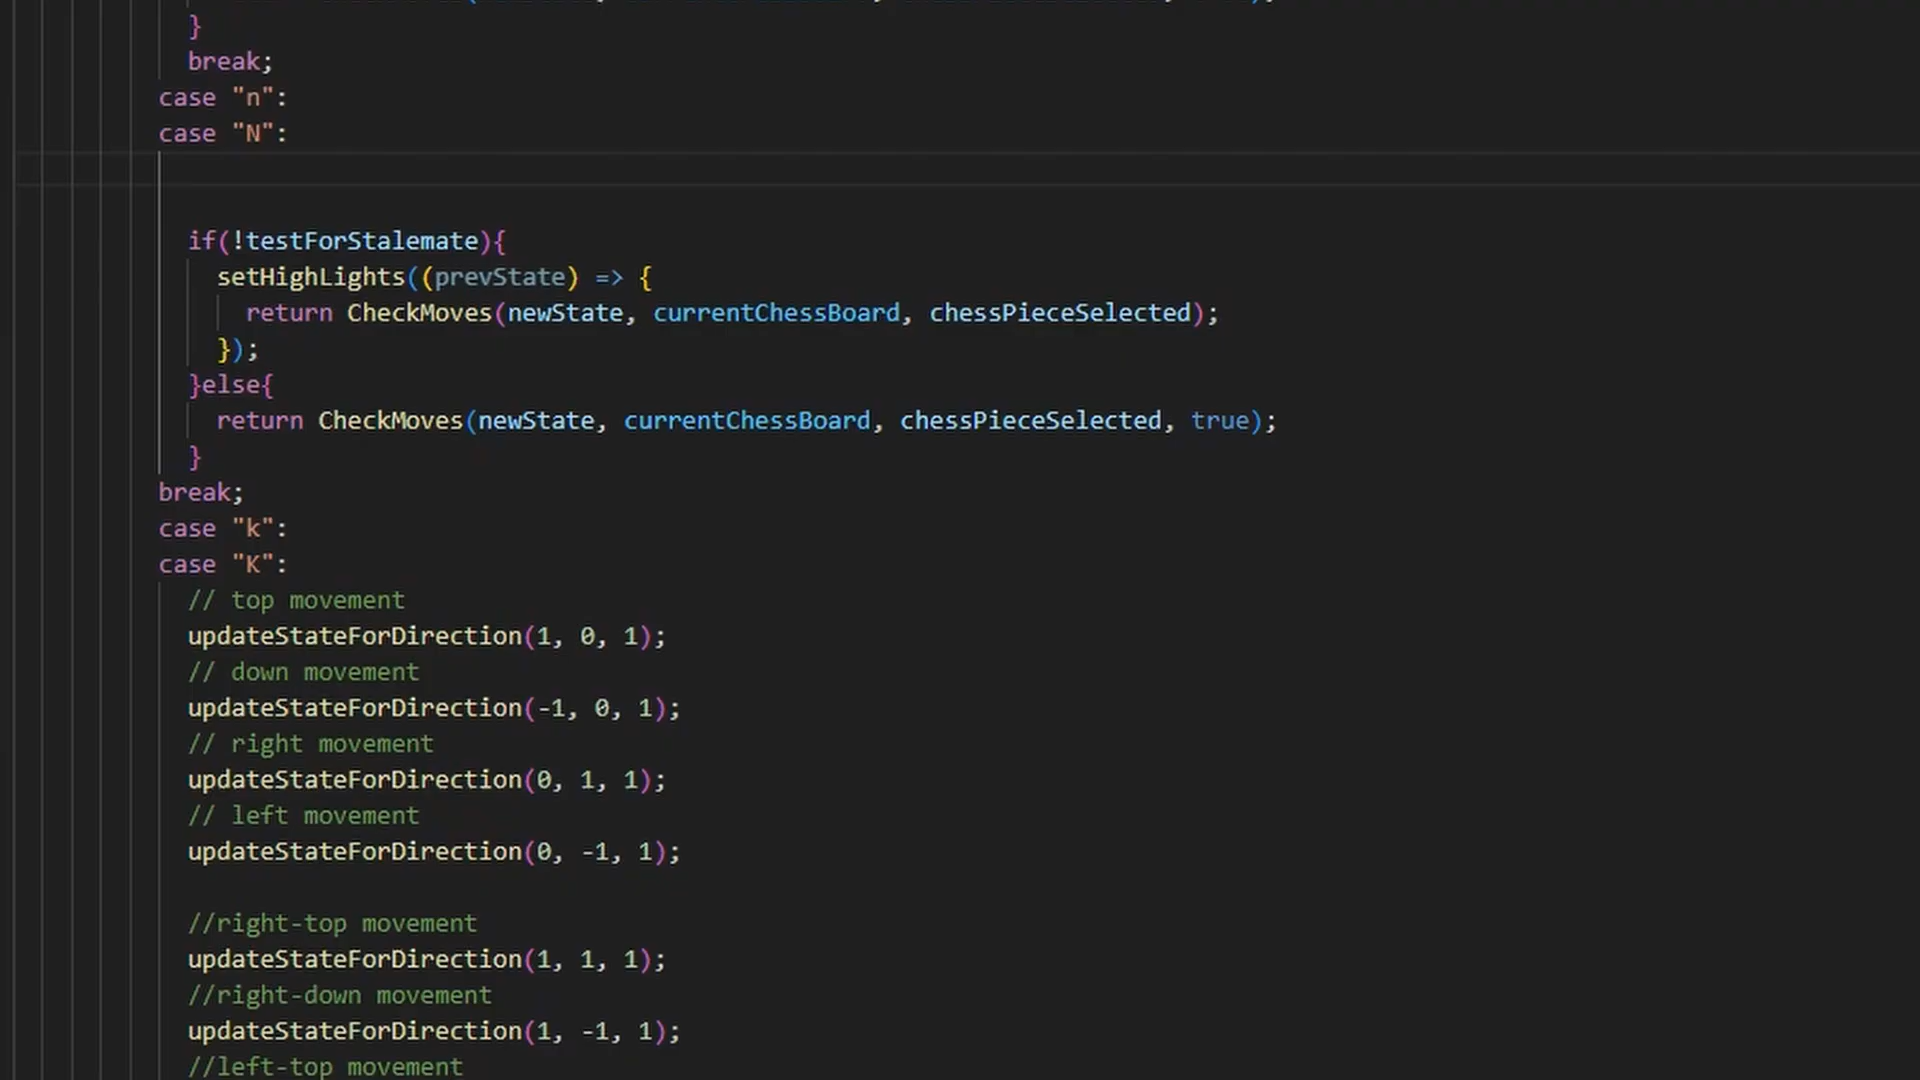 }
break;
case "n":
case "N":
if(!testForStalemate){
setHighLights((prevState) => {
return CheckMoves(newState, currentChessBoard, chessPieceSelected);
});
}else{
return CheckMoves(newState, currentChessBoard, chessPieceSelected, true);
}
break;
case "k":
case "K":
// top movement
updateStateForDirection(1, 0, 1);
// down movement
updateStateForDirection(-1, 0, 1);
// right movement
updateStateForDirection(0, 1, 1);
// left movement
updateStateForDirection(0, -1, 1);
//right-top movement
updateStateForDirection(1, 1, 1);
//right-down movement
updateStateForDirection(1, -1, 1);
//left-top movement